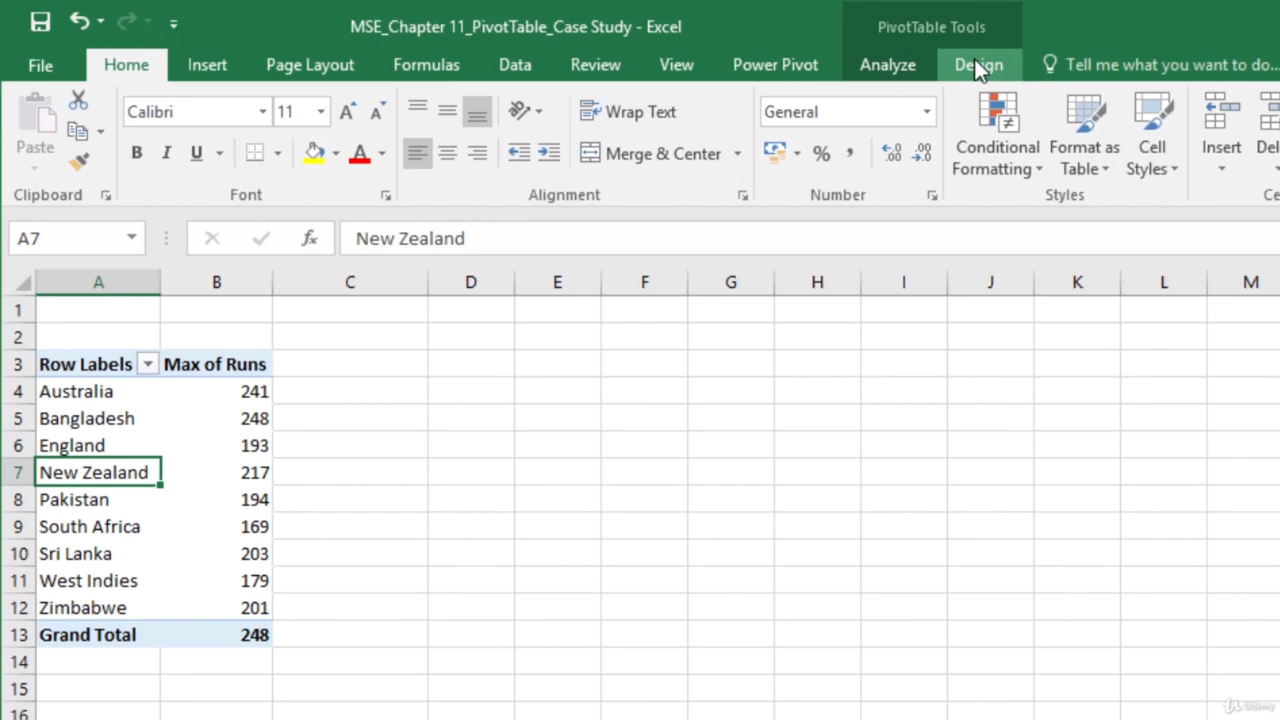 MSE_Chapter 11_PivotTable_Case Study - Excel
PivotTable Tools
File Home Insert Page Layout Formulas Data Review View Power Pivot Analyze Design Tell me what you want to do...
Paste
Calibri 11
Wrap Text
General
B I U A
Merge & Center
%
Conditional Formatting
Format as Table
Cell Styles
Insert
Del
Clipboard Font Alignment Number Styles Ce
A7 fx New Zealand
A B C D E F G H I J K L M
1
2
3 Row Labels Max of Runs
4 Australia 241
5 Bangladesh 248
6 England 193
7 New Zealand 217
8 Pakistan 194
9 South Africa 169
10 Sri Lanka 203
11 West Indies 179
12 Zimbabwe 201
13 Grand Total 248
14
15
16
Udemy